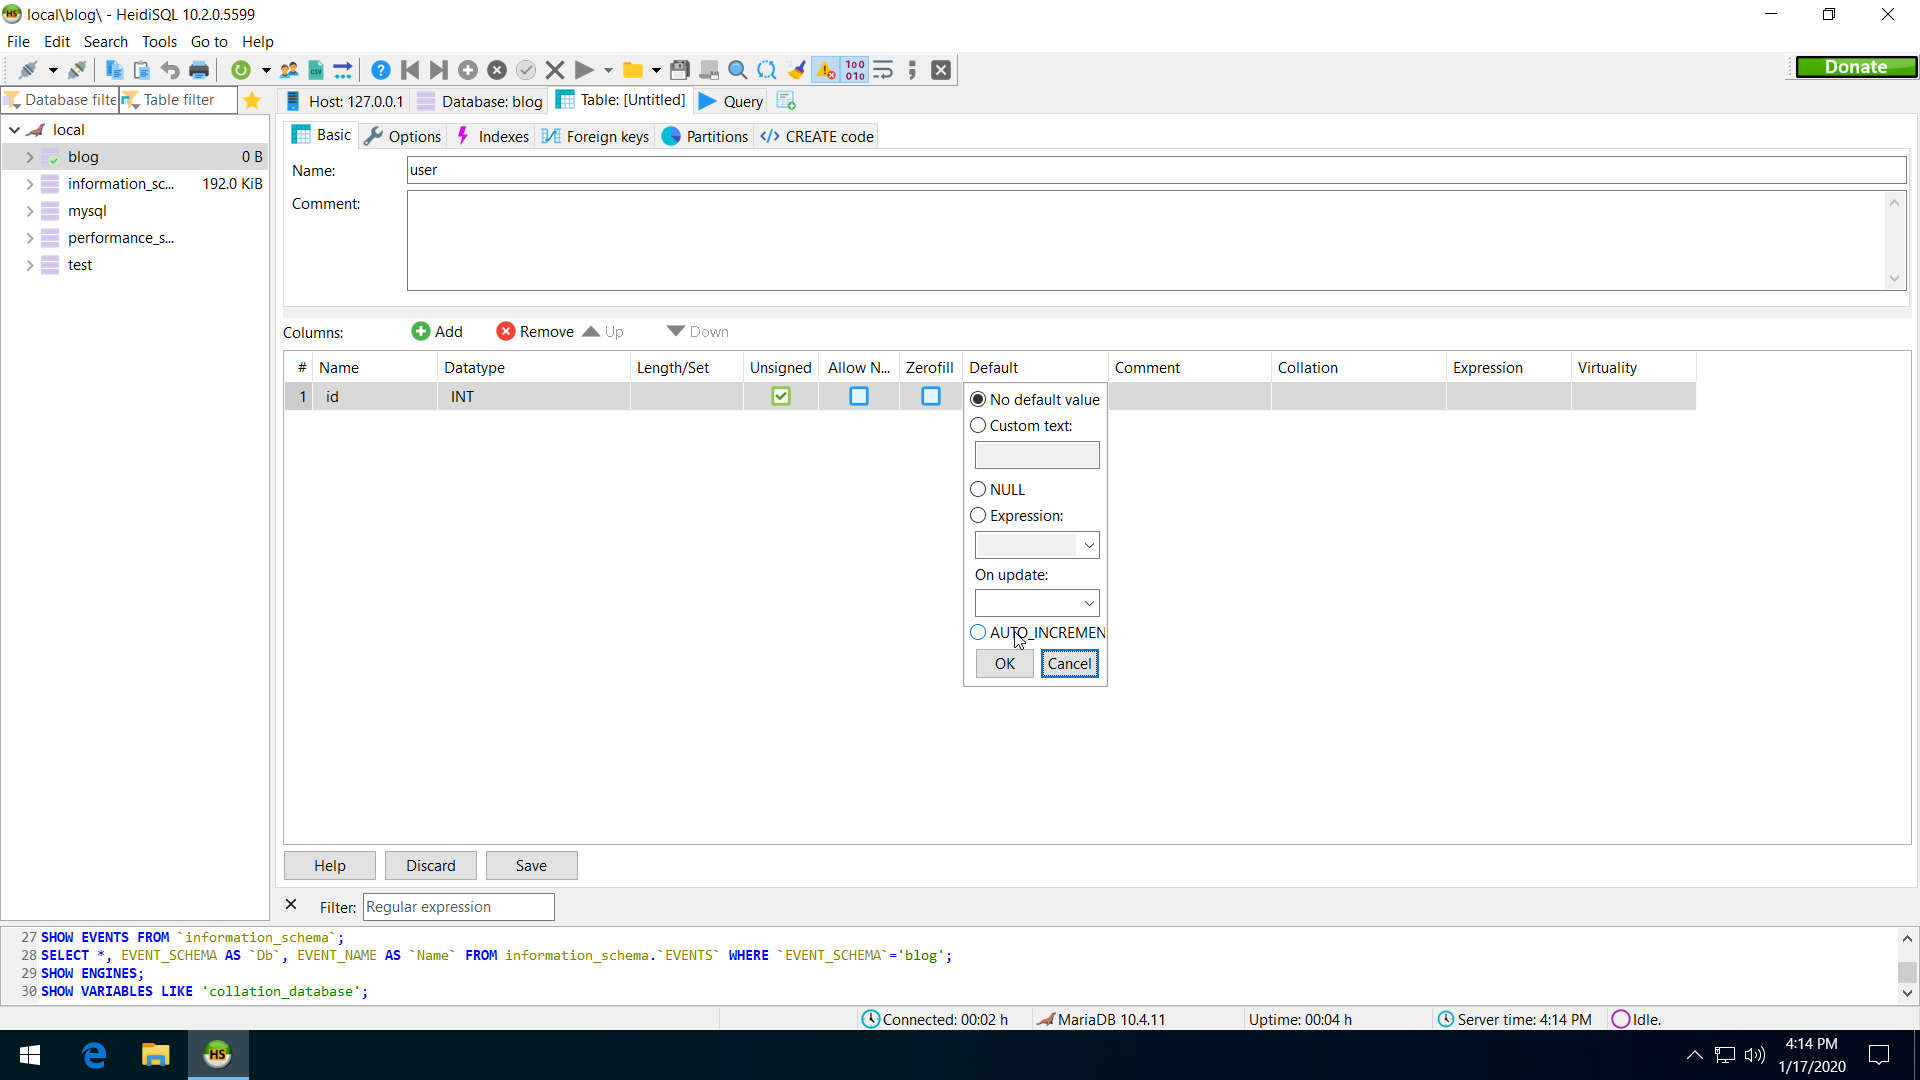 local\blog\ - HeidiSQL 10.2.0.5599
File Edit Search Tools Go to Help
Donate
Database filte Table filter
Host: 127.0.0.1 Database: blog Table: [Untitled] Query
local
blog 0 B
information_sc... 192.0 KiB
mysql
performance_s...
test
Basic Options Indexes Foreign keys Partitions CREATE code
Name: user
Comment:
Columns: Add Remove Up Down
# Name Datatype Length/Set Unsigned Allow N... Zerofill Default Comment Collation Expression Virtuality
1 id INT
No default value
Custom text:
NULL
Expression:
On update:
AUTO_INCREMEN
OK Cancel
Help Discard Save
Filter: Regular expression
27 SHOW EVENTS FROM `information_schema`;
28 SELECT *, EVENT_SCHEMA AS `Db`, EVENT_NAME AS `Name` FROM information_schema.`EVENTS` WHERE `EVENT_SCHEMA`='blog';
29 SHOW ENGINES;
30 SHOW VARIABLES LIKE 'collation_database';
Connected: 00:02 h MariaDB 10.4.11 Uptime: 00:04 h Server time: 4:14 PM Idle.
4:14 PM
1/17/2020